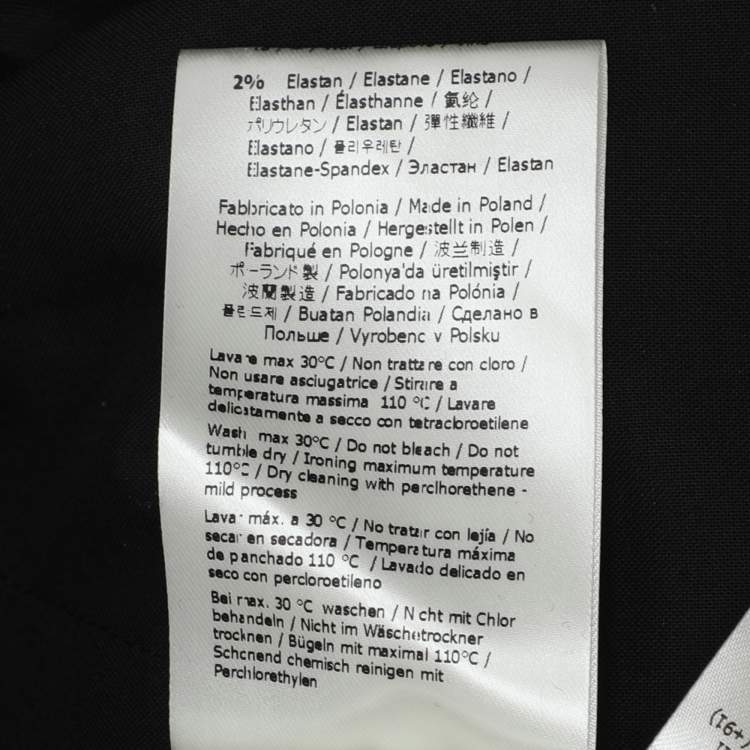 2% Elastan / Elastane / Elastano /
Elasthan / Élasthanne / 氨纶 /
ポリウレタン / Elastan / 彈性纖維 /
Elastano / 폴리우레탄 /
Elastane-Spandex / Эластан / Elastan
Fabbricato in Polonia / Made in Poland /
Hecho en Polonia / Hergestellt in Polen /
Fabriqué en Pologne / 波兰制造 /
ポーランド製 / Polonya'da üretilmiştir /
波蘭製造 / Fabricado na Polónia /
폴란드제 / Buatan Polandia / Сделано в
Польше / Vyrobenc v Polsku
Lavare max 30°C / Non trattare con cloro /
Non usare asciugatrice / Stirare a
temperatura massima 110 °C / Lavare
delicatamente a secco con tetracloroetilene
Wash max 30°C / Do not bleach / Do not
tumble dry / Ironing maximum temperature
110°C / Dry cleaning with perclhorethene -
mild process
Lavar máx. a 30 °C / No tratar con lejía / No
secar en secadora / Temperatura máxima
de panchado 110 °C / Lavado delicado en
seco con percloroetileno
Bei max. 30 °C waschen / Nicht mit Chlor
behandeln / Nicht im Wäschetrockner
trocknen / Bügeln mit maximal 110°C /
Schonend chemisch reinigen mit
Perchlorethylen
(16+/